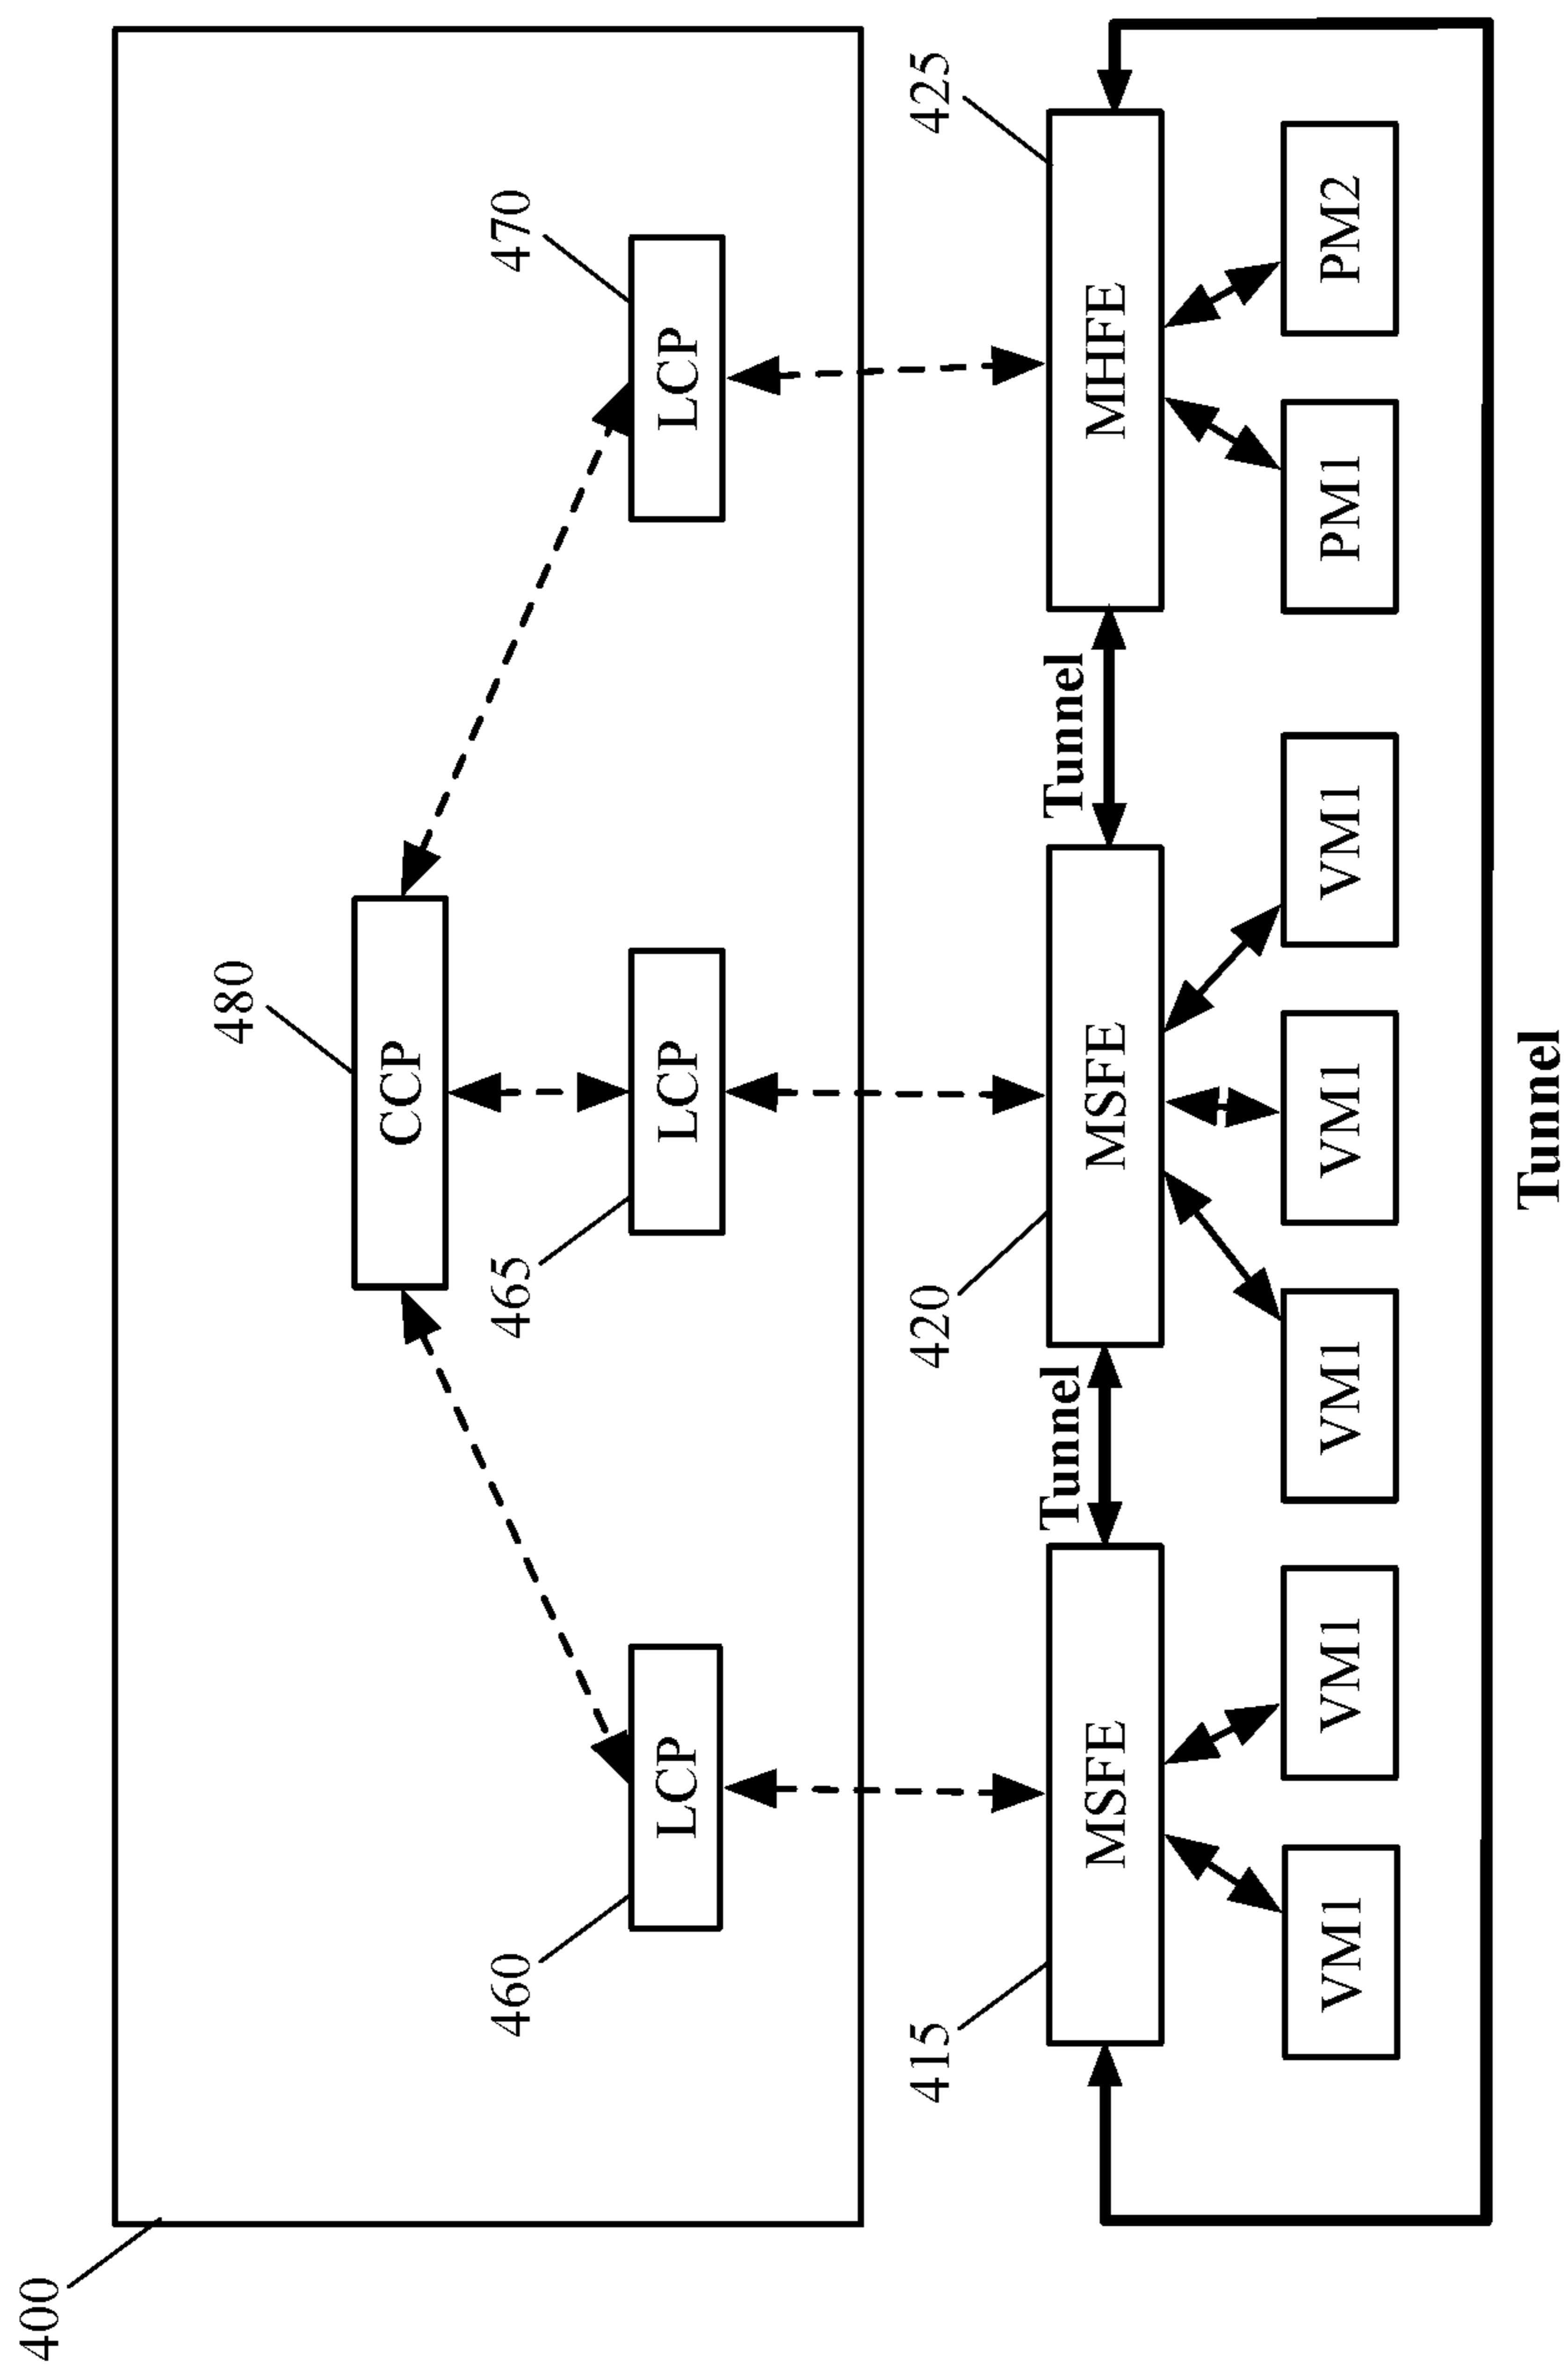 400
480
CCP
460
465
470
LCP
LCP
LCP
415
420
425
Tunnel
Tunnel
MSFE
MSFE
MHFE
VM1
VM1
VM1
VM1
VM1
PM1
PM2
Tunnel